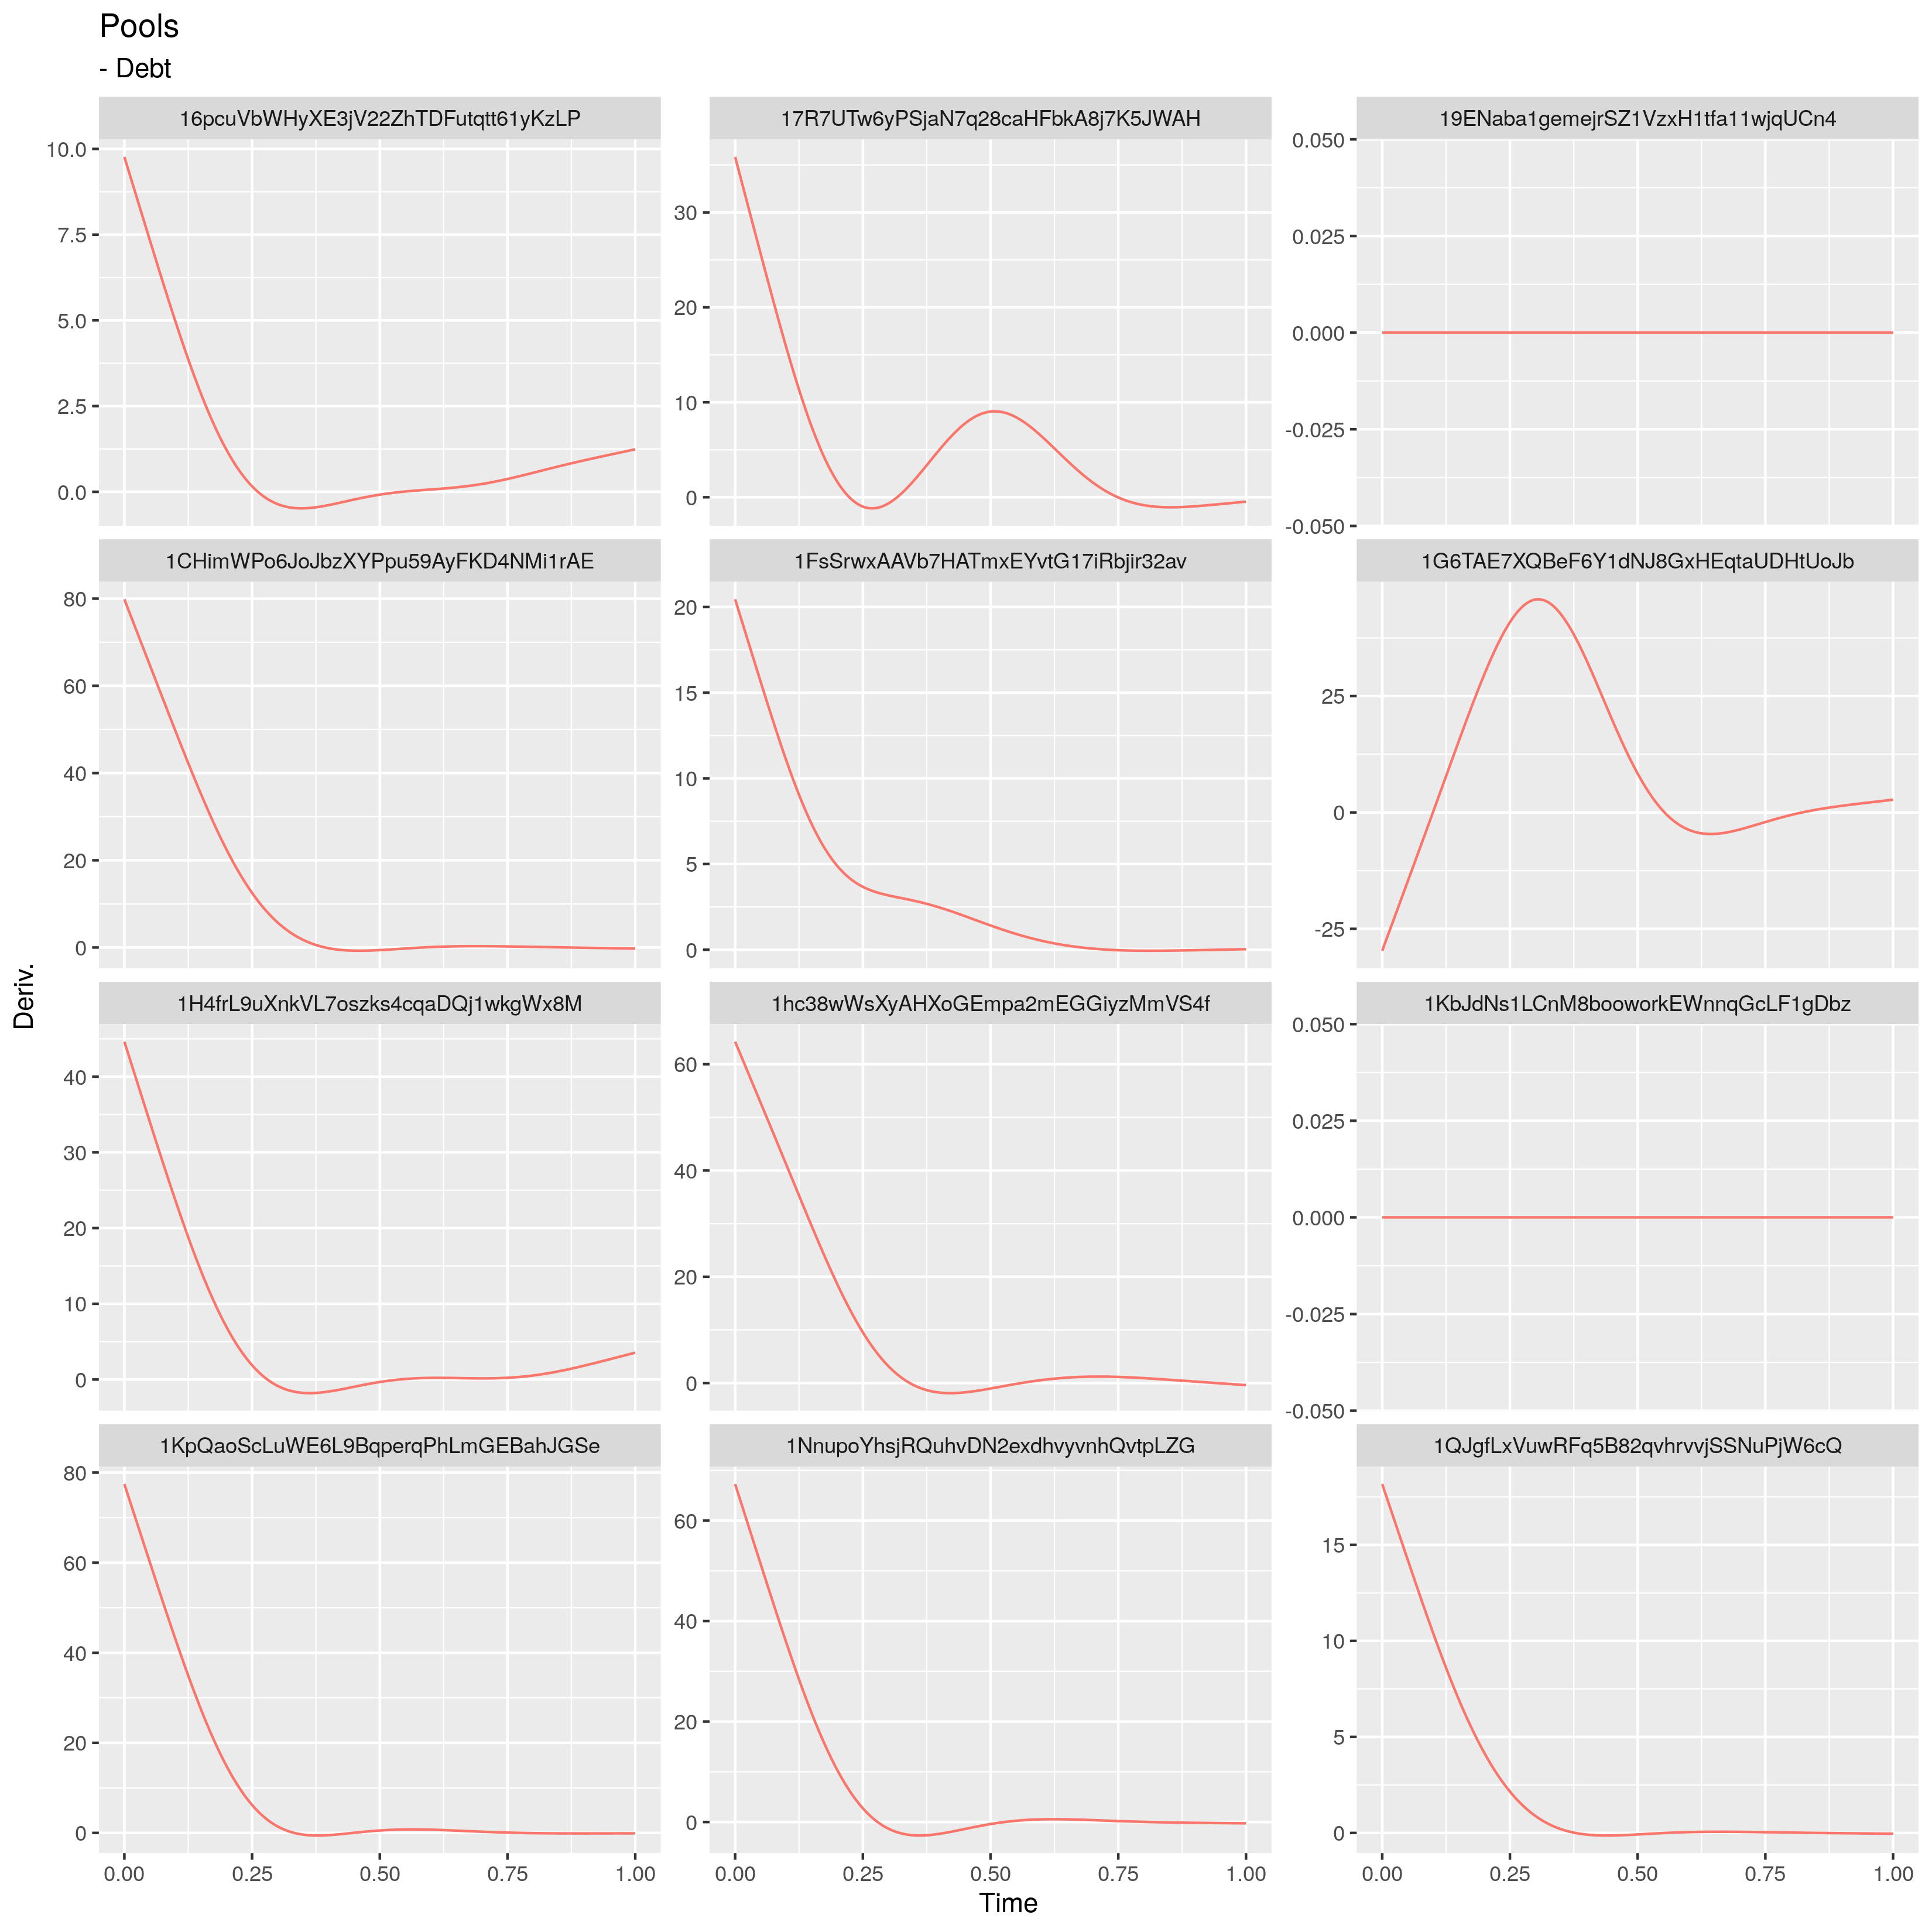 Pools
- Debt
16pcuVbWHyXE3jV22ZhTDFutqtt61yKzLP
17R7UTw6yPSjaN7q28caHFbkA8j7K5JWAH
19ENaba1gemejrSZ1VzxH1tfa11wjqUCn4
10.0
7.5
5.0
2.5
0.0
30
20
10
0
0.050
0.025
0.000
-0.025
-0.050
1CHimWPo6JoJbzXYPpu59AyFKD4NMi1rAE
1FsSrwxAAVb7HATmxEYvtG17iRbjir32av
1G6TAE7XQBeF6Y1dNJ8GxHEqtaUDHtUoJb
80
60
40
20
0
20
15
10
5
0
25
0
-25
Deriv.
1H4frL9uXnkVL7oszks4cqaDQj1wkgWx8M
1hc38wWsXyAHXoGEmpa2mEGGiyzMmVS4f
1KbJdNs1LCnM8booworkEWnnqGcLF1gDbz
40
30
20
10
0
60
40
20
0
0.050
0.025
0.000
-0.025
-0.050
1KpQaoScLuWE6L9BqperqPhLmGEBahJGSe
1NnupoYhsjRQuhvDN2exdhvyvnhQvtpLZG
1QJgfLxVuwRFq5B82qvhrvvjSSNuPjW6cQ
80
60
40
20
0
60
40
20
0
15
10
5
0
0.00 0.25 0.50 0.75 1.00
0.00 0.25 0.50 0.75 1.00
0.00 0.25 0.50 0.75 1.00
Time